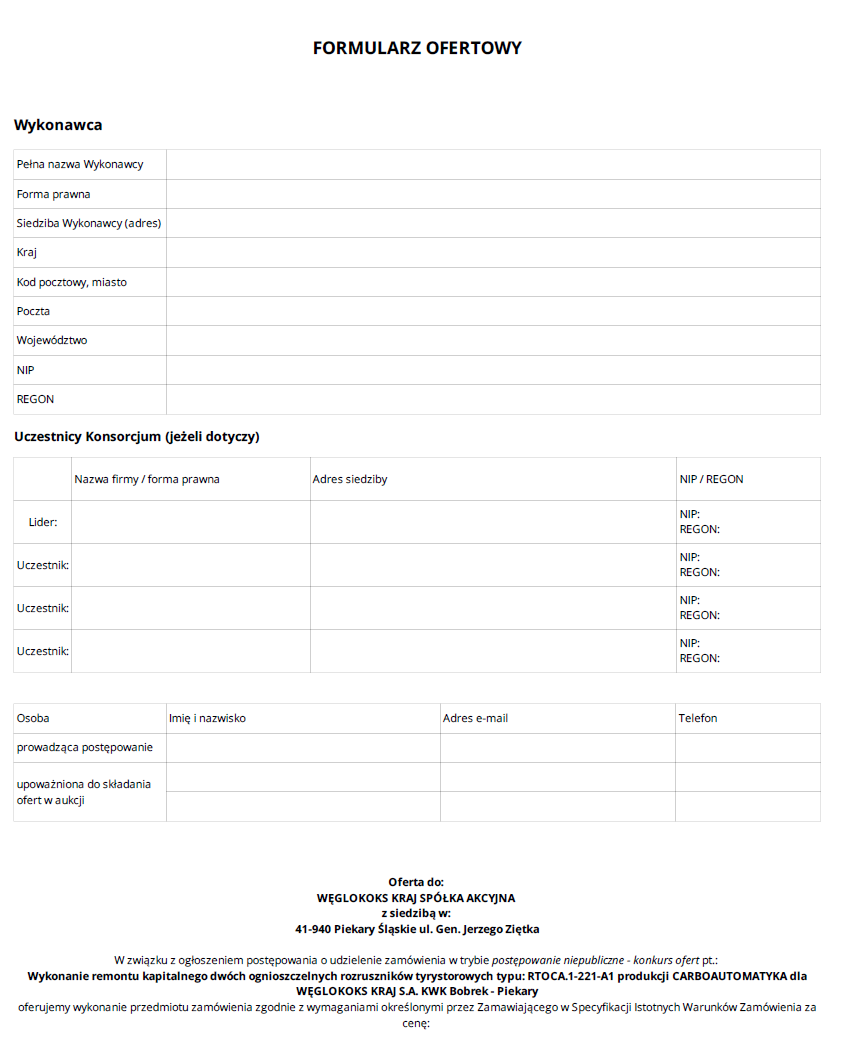 FORMULARZ OFERTOWY
Wykonawca
Pełna nazwa Wykonawcy
Forma prawna
Siedziba Wykonawcy (adres)
Kraj
Kod pocztowy, miasto
Poczta
Województwo
NIP
REGON
Uczestnicy Konsorcjum (jeżeli dotyczy)
Nazwa firmy / forma prawna Adres siedziby NIP / REGON
Lider: NIP:
REGON:
Uczestnik: NIP:
REGON:
Uczestnik: NIP:
REGON:
Uczestnik: NIP:
REGON:
Osoba Imię i nazwisko Adres e-mail Telefon
prowadząca postępowanie
upoważniona do składania
ofert w aukcji
Oferta do:
WĘGLOKOKS KRAJ SPÓŁKA AKCYJNA
z siedzibą w:
41-940 Piekary Śląskie ul. Gen. Jerzego Ziętka
W związku z ogłoszeniem postępowania o udzielenie zamówienia w trybie postępowanie niepubliczne - konkurs ofert pt.:
Wykonanie remontu kapitalnego dwóch ognioszczelnych rozruszników tyrystorowych typu: RTOCA.1-221-A1 produkcji CARBOAUTOMATYKA dla
WĘGLOKOKS KRAJ S.A. KWK Bobrek - Piekary
oferujemy wykonanie przedmiotu zamówienia zgodnie z wymaganiami określonymi przez Zamawiającego w Specyfikacji Istotnych Warunków Zamówienia za
cenę: